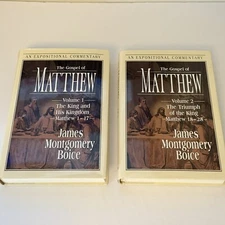 AN EXPOSITIONAL COMMENTARY
The Gospel of
MATTHEW
Volume 1
The King and
His Kingdom
Matthew 1–17
James
Montgomery
Boice
AN EXPOSITIONAL COMMENTARY
The Gospel of
MATTHEW
Volume 2
The Triumph
of the King
Matthew 18–28
James
Montgomery
Boice